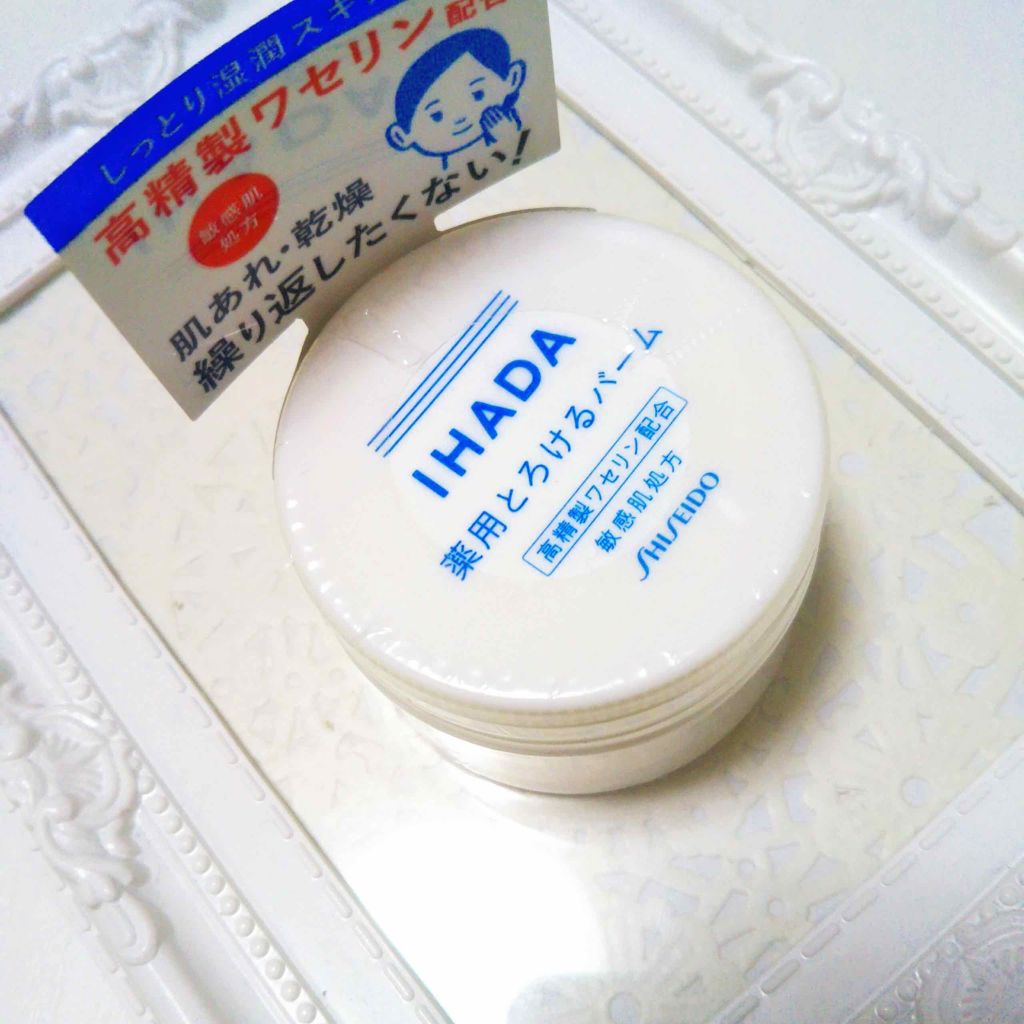 しっとり湿潤スキ
高精製ワセリン配合
敏感肌
処方
肌あれ・乾燥
繰り返したくない!
IHADA
薬用とろけるバーム
高精製ワセリン配合
敏感肌処方
SHISEIDO